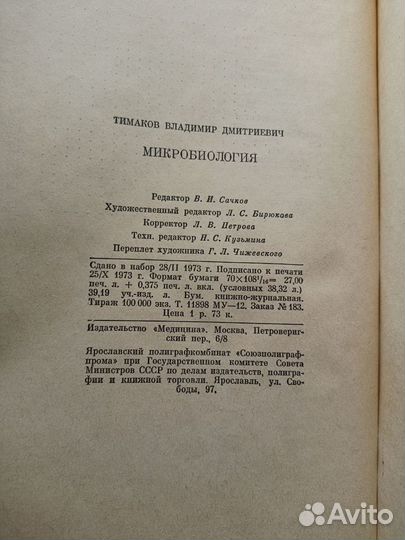 ТИМАКОВ ВЛАДИМИР ДМИТРИЕВИЧ
МИКРОБИОЛОГИЯ
Редактор В. И. Сачков
Художественный редактор Л. С. Бирюкова
Корректор Л. В. Петрова
Техн. редактор Н. С. Кузьмина
Переплет художника Г. Л. Чижевского
Сдано в набор 28/II 1973 г. Подписано к печати
25/X 1973 г. Формат бумаги 70×108¹/₁₆= 27,00
печ. л. + 0,375 печ. л. вкл. (условных 38,32 л.)
39,19 уч.-изд. л. Бум. книжно-журнальная.
Тираж 100 000 экз. Т. 11898 МУ—12. Заказ № 183.
Цена 1 р. 73 к.
Издательство «Медицина». Москва, Петровериг-
ский пер., 6/8
Ярославский полиграфкомбинат «Союзполиграф-
прома» при Государственном комитете Совета
Министров СССР по делам издательств, полигра-
фии и книжной торговли. Ярославль, ул. Сво-
боды, 97.
Avito